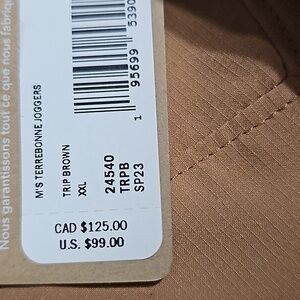 Nous garantissons tout ce que nous
M'S TERREBONNE JOGGERS
TRIP BROWN
XXL
24540
TRPB
SP23
1 95699 5390
CAD $125.00
U.S. $99.00